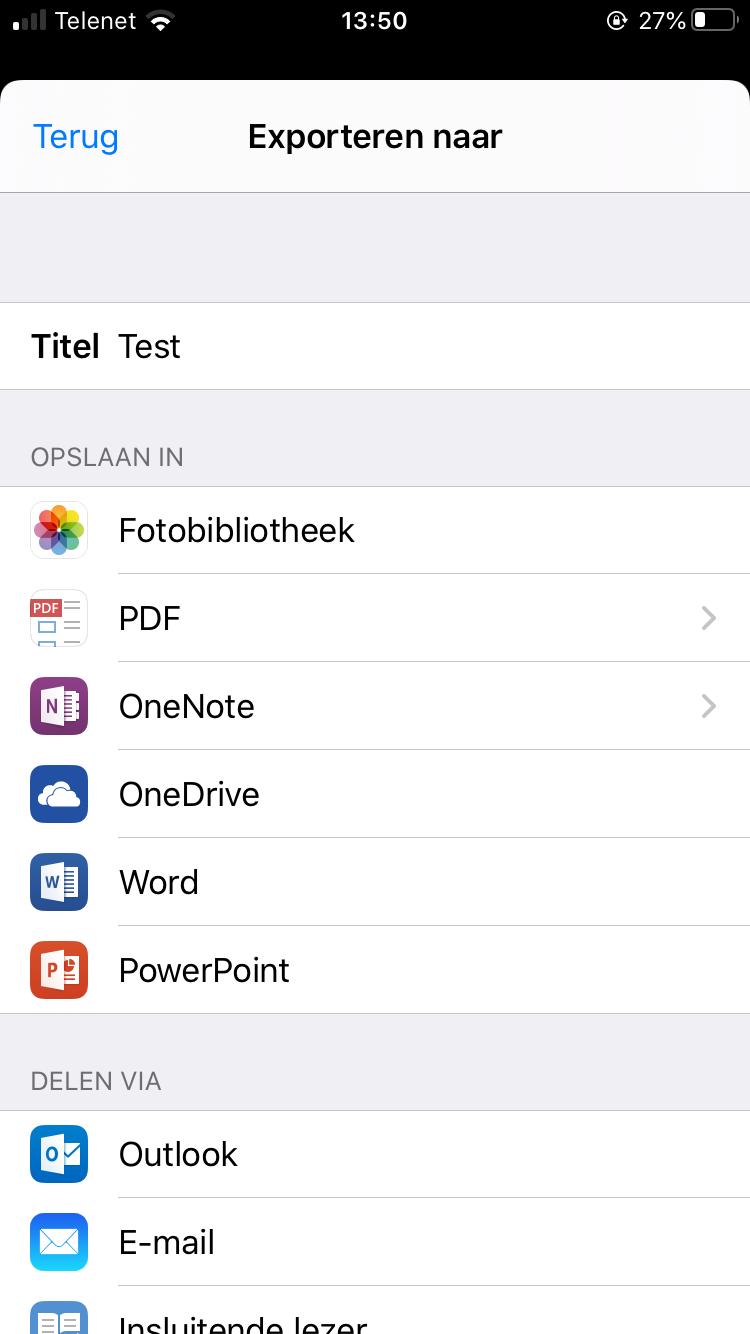 Telenet 13:50 27%
Terug Exporteren naar
Titel Test
OPSLAAN IN
Fotobibliotheek
PDF PDF
N OneNote
OneDrive
W Word
P PowerPoint
DELEN VIA
O Outlook
E-mail
Insluitende lezer